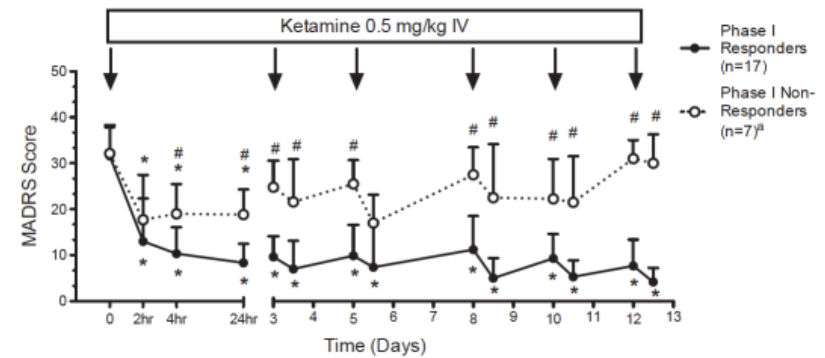 Ketamine 0.5 mg/kg IV
Phase I
Responders
(n=17)
Phase I Non-
Responders
(n=7)a
50
40
30
20
10
0
MADRS Score
* # * # *
# # # # # # # # #
* * * * * * * * * * * *
0 2hr 4hr 24hr 3 4 5 6 7 8 9 10 11 12 13
Time (Days)